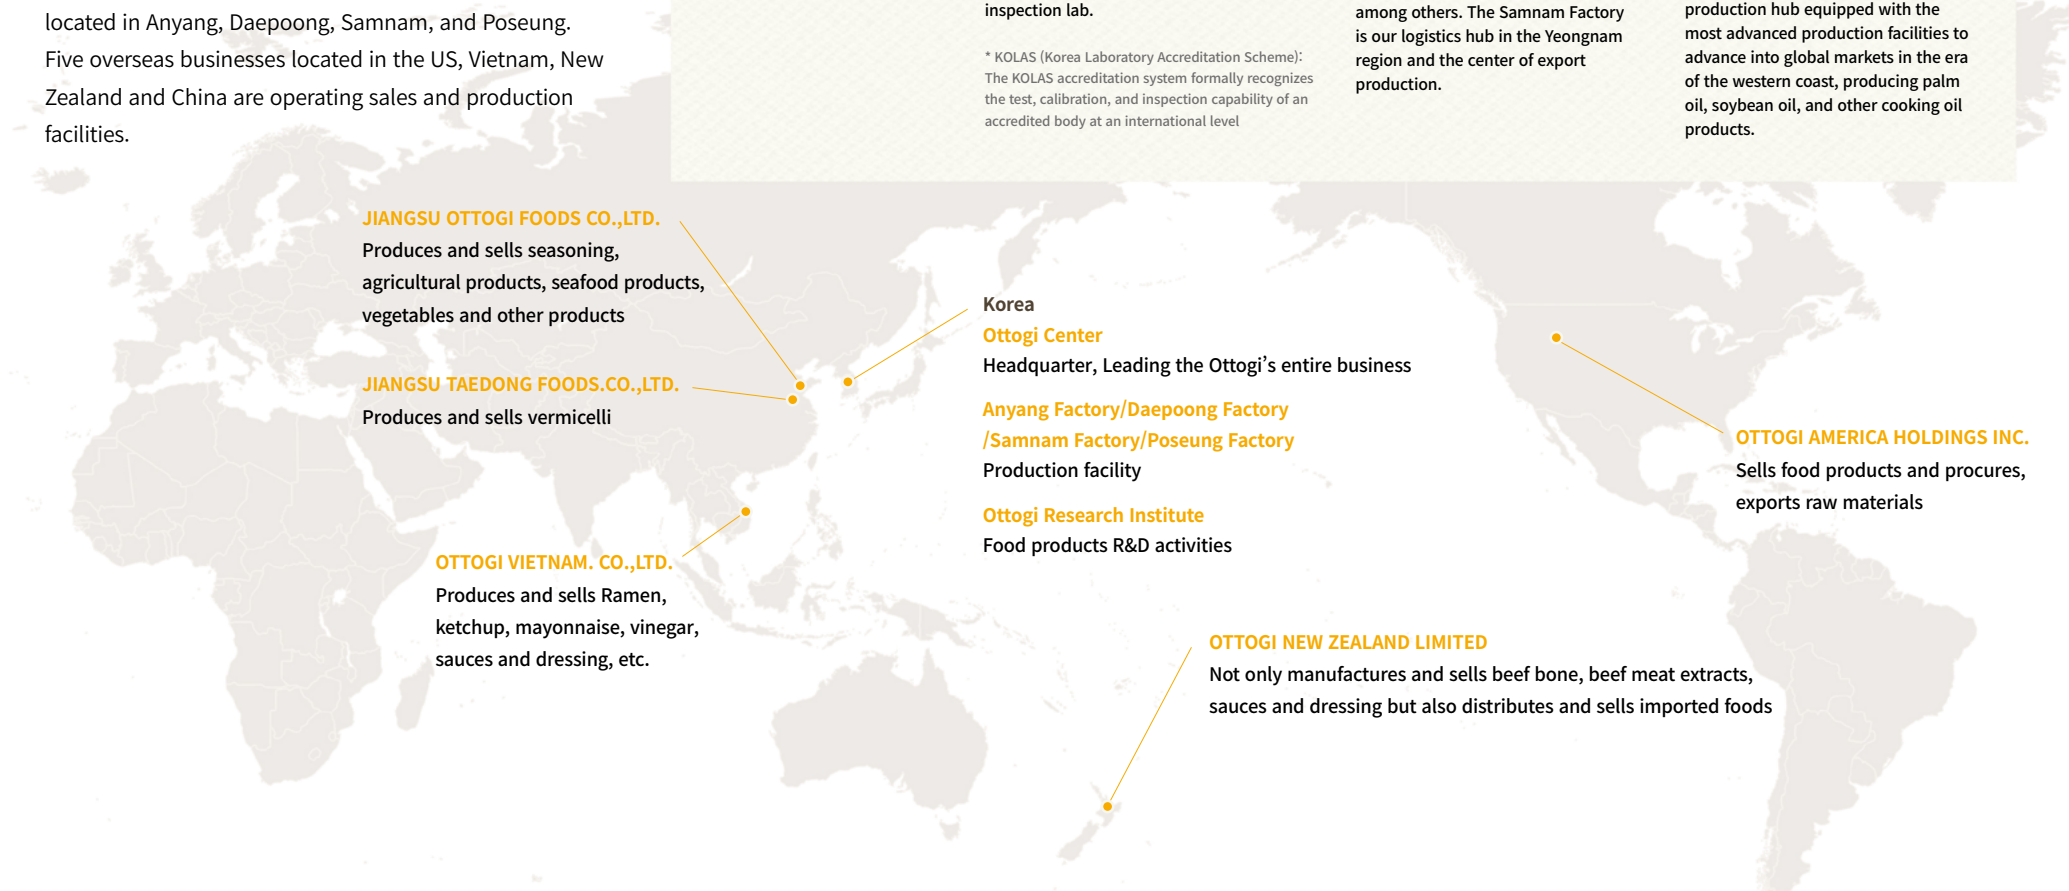 located in Anyang, Daepoong, Samnam, and Poseung.
Five overseas businesses located in the US, Vietnam, New
Zealand and China are operating sales and production
facilities.
inspection lab.
* KOLAS (Korea Laboratory Accreditation Scheme):
The KOLAS accreditation system formally recognizes
the test, calibration, and inspection capability of an
accredited body at an international level
among others. The Samnam Factory
is our logistics hub in the Yeongnam
region and the center of export
production.
production hub equipped with the
most advanced production facilities to
advance into global markets in the era
of the western coast, producing palm
oil, soybean oil, and other cooking oil
products.
JIANGSU OTTOGI FOODS CO.,LTD.
Produces and sells seasoning,
agricultural products, seafood products,
vegetables and other products
JIANGSU TAEDONG FOODS.CO.,LTD.
Produces and sells vermicelli
OTTOGI VIETNAM. CO.,LTD.
Produces and sells Ramen,
ketchup, mayonnaise, vinegar,
sauces and dressing, etc.
Korea
Ottogi Center
Headquarter, Leading the Ottogi’s entire business
Anyang Factory/Daepoong Factory
/Samnam Factory/Poseung Factory
Production facility
Ottogi Research Institute
Food products R&D activities
OTTOGI NEW ZEALAND LIMITED
Not only manufactures and sells beef bone, beef meat extracts,
sauces and dressing but also distributes and sells imported foods
OTTOGI AMERICA HOLDINGS INC.
Sells food products and procures,
exports raw materials